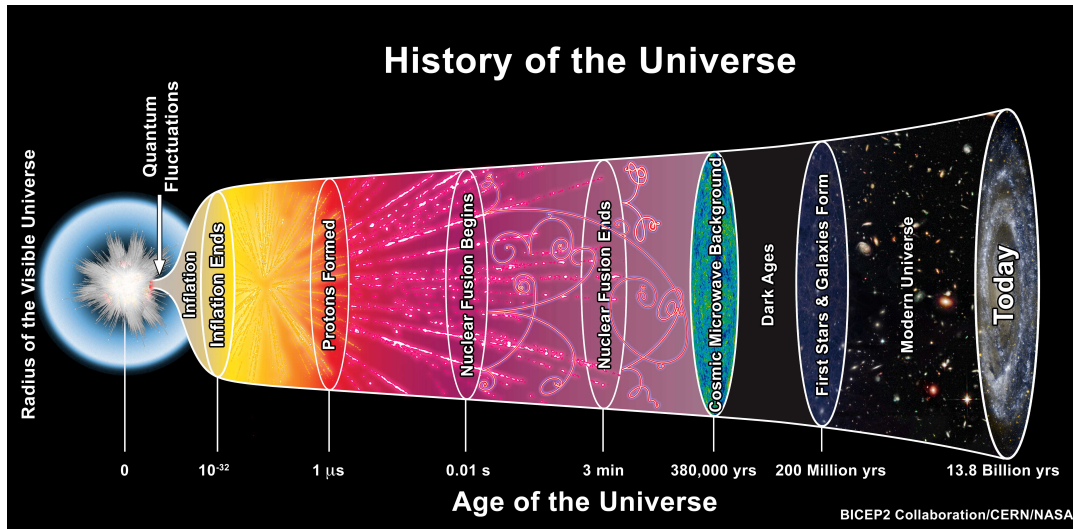 History of the Universe
Radius of the Visible Universe
Quantum
Fluctuations
Inflation
Inflation Ends
Protons Formed
Nuclear Fusion Begins
Nuclear Fusion Ends
Cosmic Microwave Background
Dark Ages
First Stars & Galaxies Form
Modern Universe
Today
0
10⁻³²
1 µs
0.01 s
3 min
380,000 yrs
200 Million yrs
13.8 Billion yrs
Age of the Universe
BICEP2 Collaboration/CERN/NASA